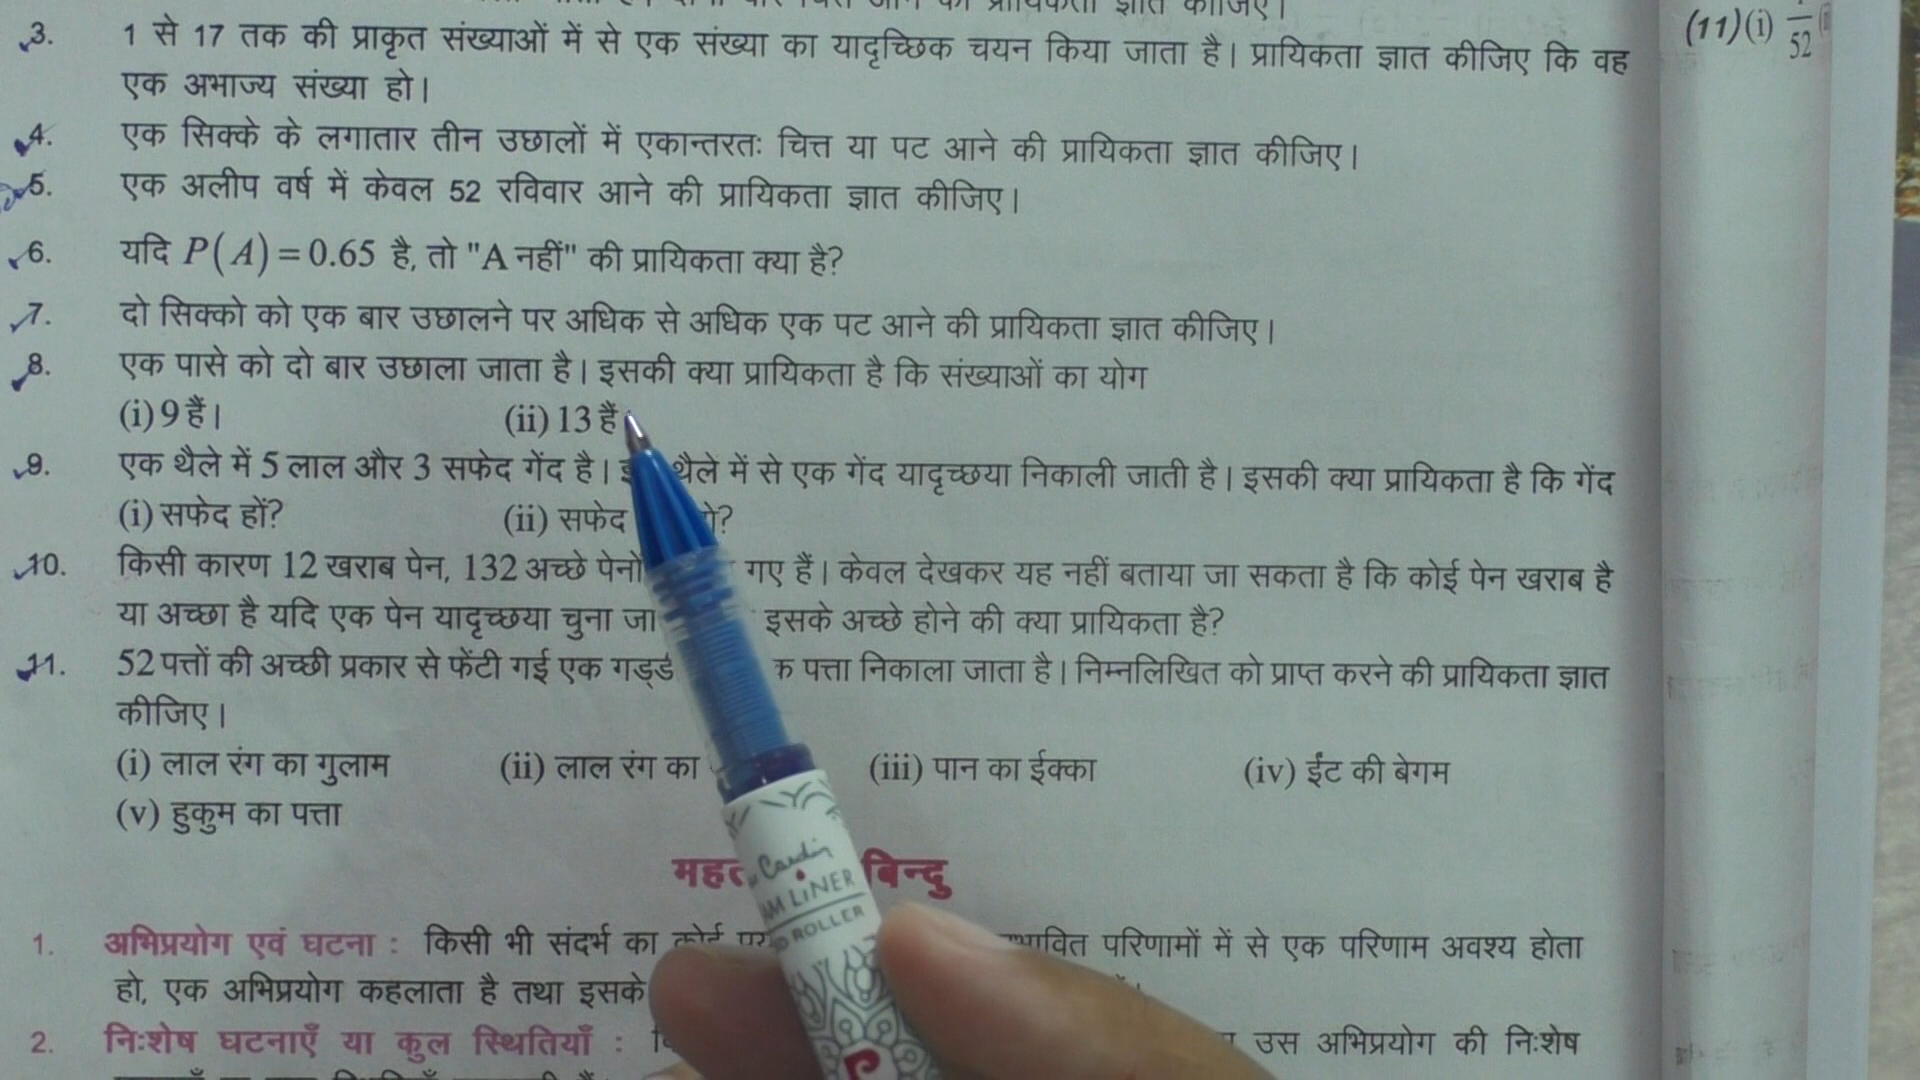 3. 1 से 17 तक की प्राकृत संख्याओं में से एक संख्या का यादृच्छिक चयन किया जाता है। प्रायिकता ज्ञात कीजिए कि वह
एक अभाज्य संख्या हो।
4. एक सिक्के के लगातार तीन उछालों में एकान्तरतः चित्त या पट आने की प्रायिकता ज्ञात कीजिए।
5. एक अलीप वर्ष में केवल 52 रविवार आने की प्रायिकता ज्ञात कीजिए।
6. यदि P(A) = 0.65 है, तो "A नहीं" की प्रायिकता क्या है?
7. दो सिक्को को एक बार उछालने पर अधिक से अधिक एक पट आने की प्रायिकता ज्ञात कीजिए।
8. एक पासे को दो बार उछाला जाता है। इसकी क्या प्रायिकता है कि संख्याओं का योग
(i) 9 हैं। (ii) 13 हैं
9. एक थैले में 5 लाल और 3 सफेद गेंद है। थैले में से एक गेंद यादृच्छया निकाली जाती है। इसकी क्या प्रायिकता है कि गेंद
(i) सफेद हों? (ii) सफेद
10. किसी कारण 12 खराब पेन, 132 अच्छे पेनों गए हैं। केवल देखकर यह नहीं बताया जा सकता है कि कोई पेन खराब है
या अच्छा है यदि एक पेन यादृच्छया चुना जा इसके अच्छे होने की क्या प्रायिकता है?
11. 52 पत्तों की अच्छी प्रकार से फेंटी गई एक पत्ता निकाला जाता है। निम्नलिखित को प्राप्त करने की प्रायिकता ज्ञात
कीजिए।
(i) लाल रंग का गुलाम (ii) लाल रंग का (iii) पान का ईक्का (iv) ईंट की बेगम
(v) हुकुम का पत्ता
बिन्दु
Cardin
LINER
ROLLER
1. अभिप्रयोग एवं घटना : किसी भी संदर्भ का कोई परिणामों में से एक परिणाम अवश्य होता
हो, एक अभिप्रयोग कहलाता है तथा इसके
2. निःशेष घटनाएँ या कुल स्थितियाँ : उस अभिप्रयोग की निःशेष
(11) (i) 52